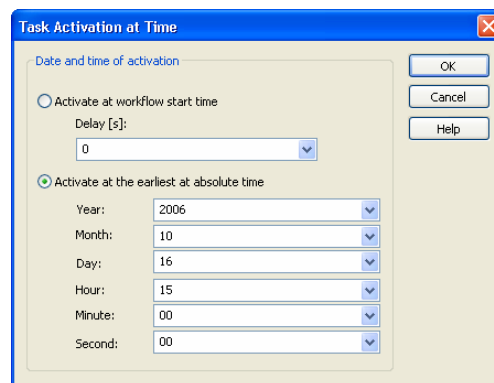 Task Activation at Time
Date and time of activation
OK
Activate at workflow start time
Cancel
Delay [s]:
Help
0
Activate at the earliest at absolute time
Year: 2006
Month: 10
Day: 16
Hour: 15
Minute: 00
Second: 00